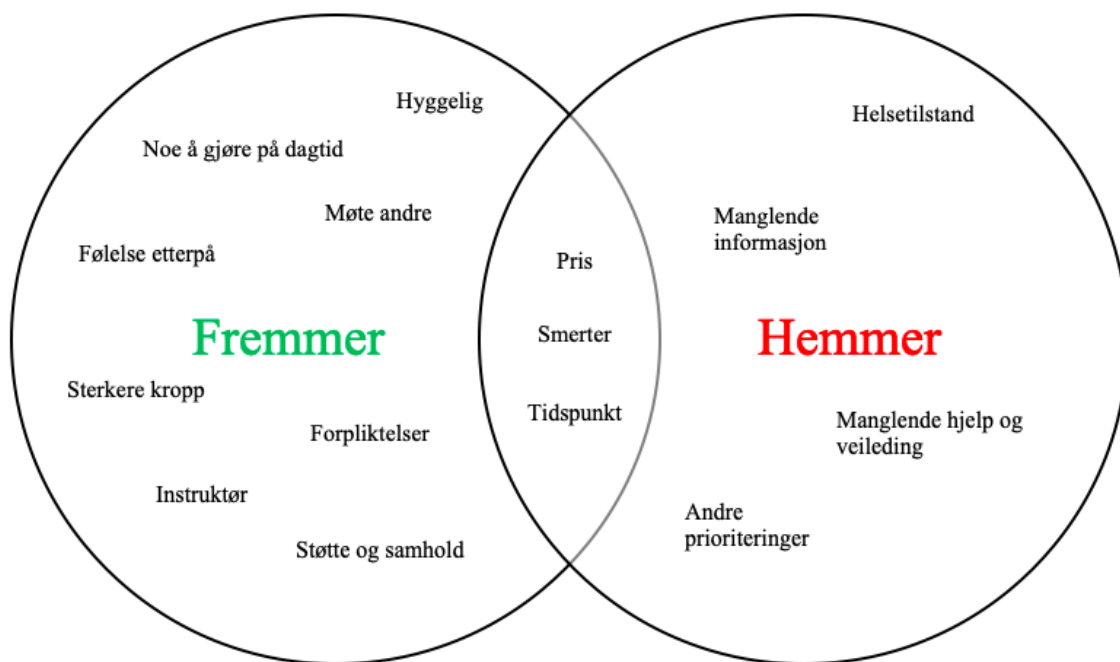 Hyggelig
Noe å gjøre på dagtid
Møte andre
Følelse etterpå
Fremmer
Sterkere kropp
Forpliktelser
Instruktør
Støtte og samhold
Pris
Smerter
Tidspunkt
Helsetilstand
Manglende
informasjon
Hemmer
Manglende hjelp og
veileding
Andre
prioriteringer